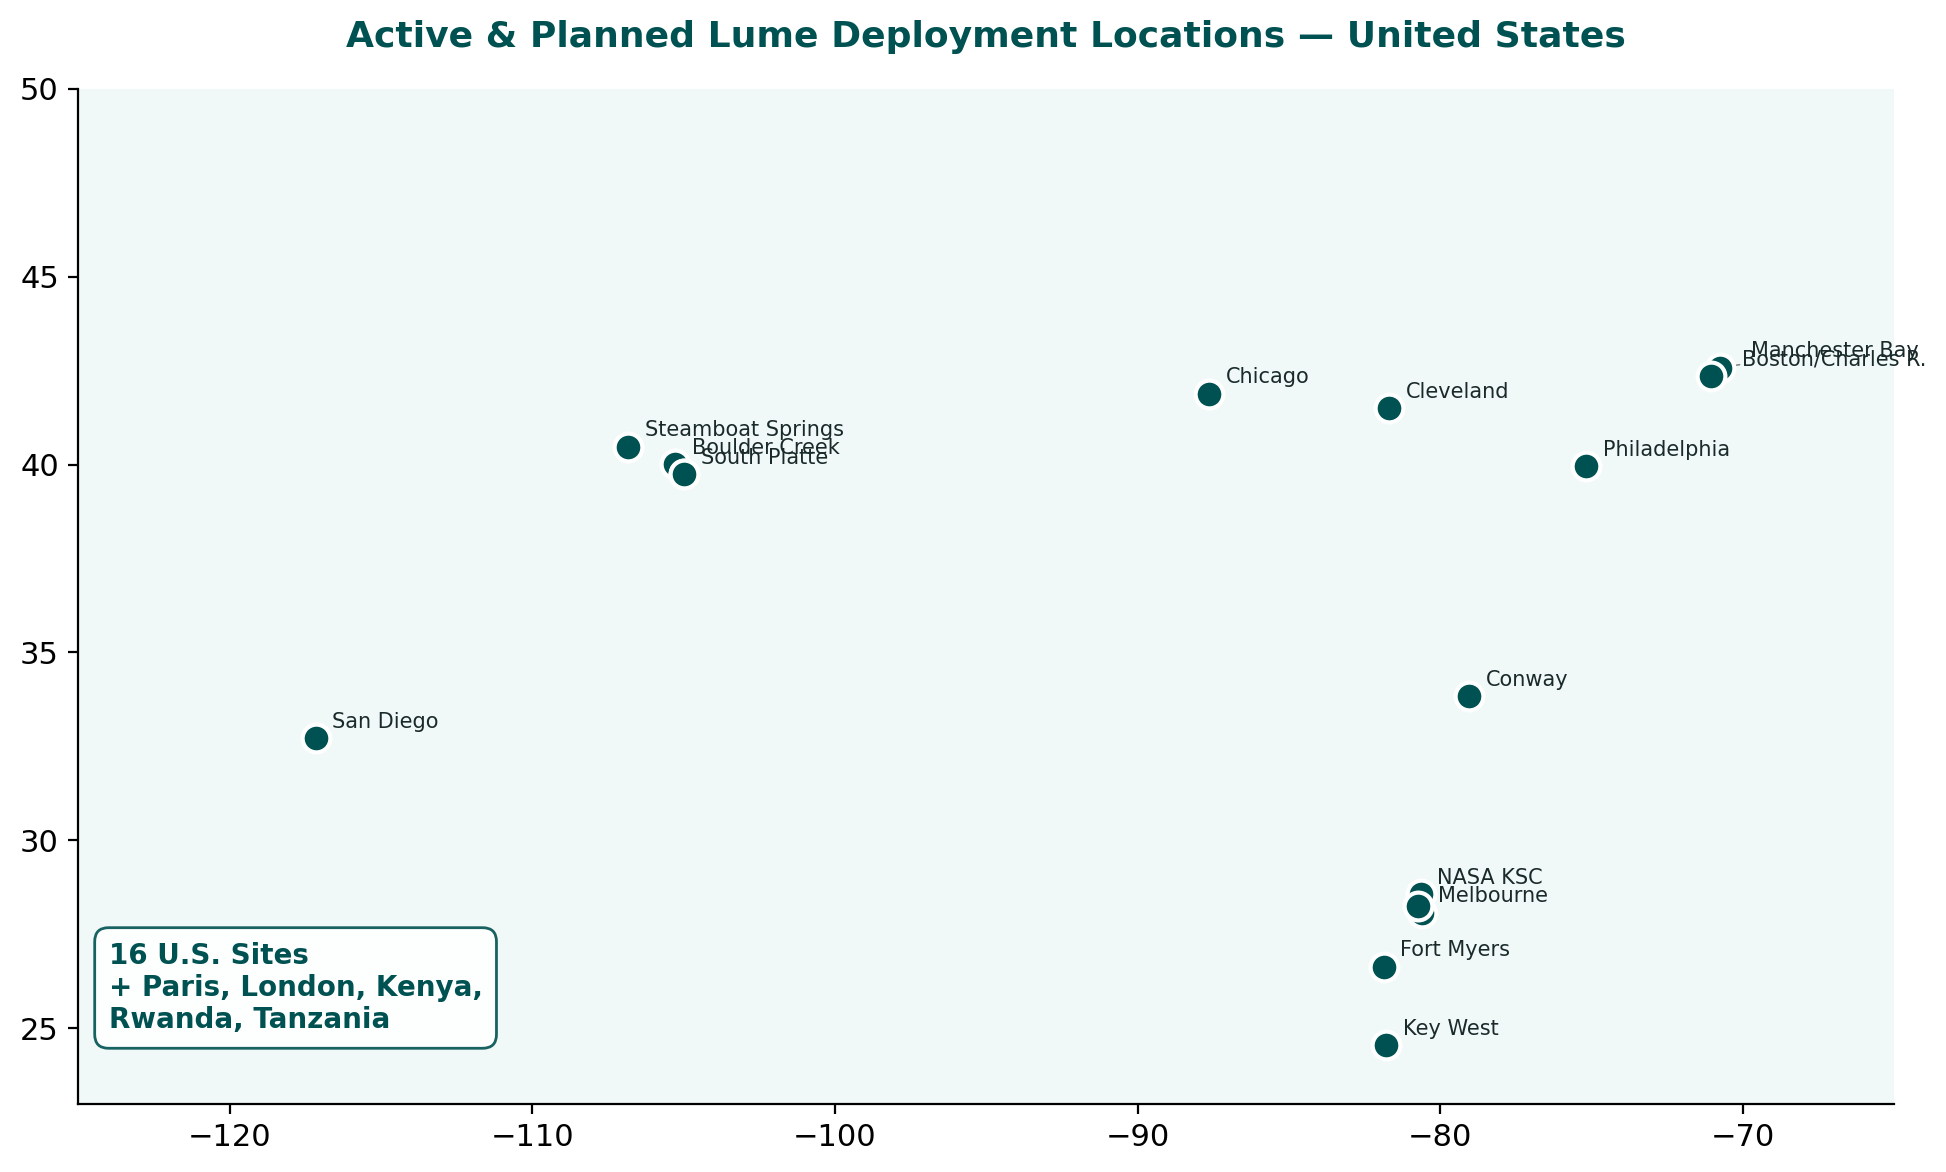 Active & Planned Lume Deployment Locations — United States
50
45
40
35
30
25
Manchester Bay
Boston/Charles R.
Chicago
Cleveland
Steamboat Springs
Boulder Creek
South Platte
Philadelphia
Conway
San Diego
NASA KSC
Melbourne
Fort Myers
Key West
16 U.S. Sites
+ Paris, London, Kenya,
Rwanda, Tanzania
−120
−110
−100
−90
−80
−70